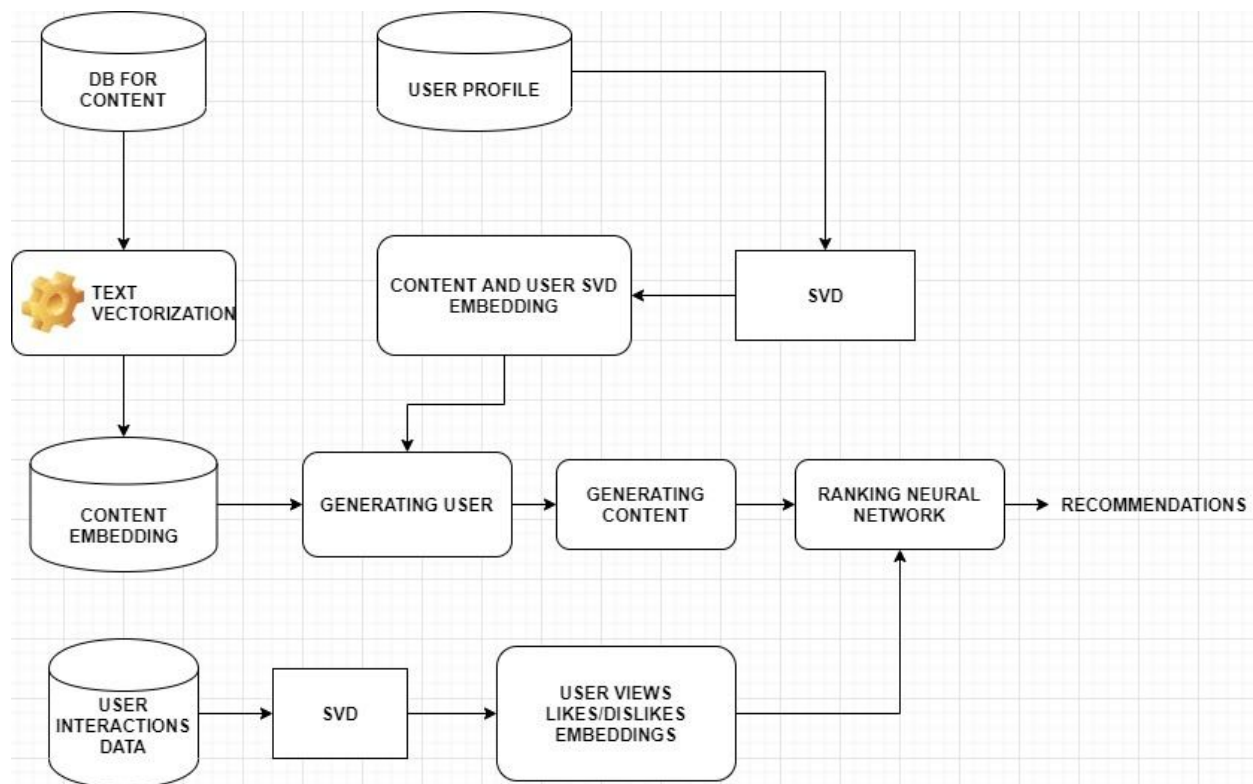 DB FOR
CONTENT
USER PROFILE
TEXT
VECTORIZATION
CONTENT AND USER SVD
EMBEDDING
SVD
CONTENT
EMBEDDING
GENERATING USER
GENERATING
CONTENT
RANKING NEURAL
NETWORK
RECOMMENDATIONS
USER
INTERACTIONS
DATA
SVD
USER VIEWS
LIKES/DISLIKES
EMBEDDINGS